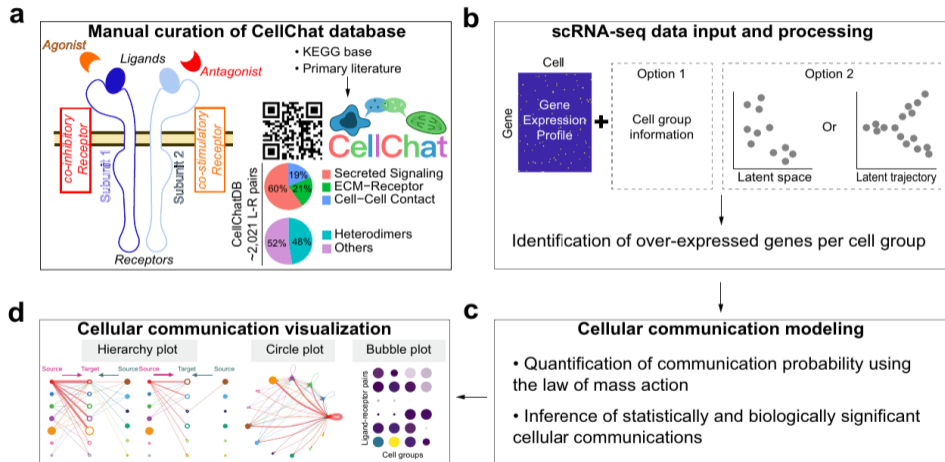 a
Manual curation of CellChat database
Agonist
Ligands
Antagonist
• KEGG base
• Primary literature
co-inhibitory
Receptor
Subunit 1
Subunit 2
co-stimulatory
Receptor
Receptors
CellChat
CellChatDB
~2,021 L-R pairs
60%
19%
21%
Secreted Signaling
ECM-Receptor
Cell-Cell Contact
52%
48%
Heterodimers
Others
b
scRNA-seq data input and processing
Cell
Gene
Gene
Expression
Profile
+
Option 1
Cell group
information
Option 2
Or
Latent space
Latent trajectory
Identification of over-expressed genes per cell group
c
Cellular communication modeling
• Quantification of communication probability using
the law of mass action
• Inference of statistically and biologically significant
cellular communications
d
Cellular communication visualization
Hierarchy plot
Circle plot
Bubble plot
Source
Target
Source
Source
Target
Source
Ligand-receptor pairs
Cell groups